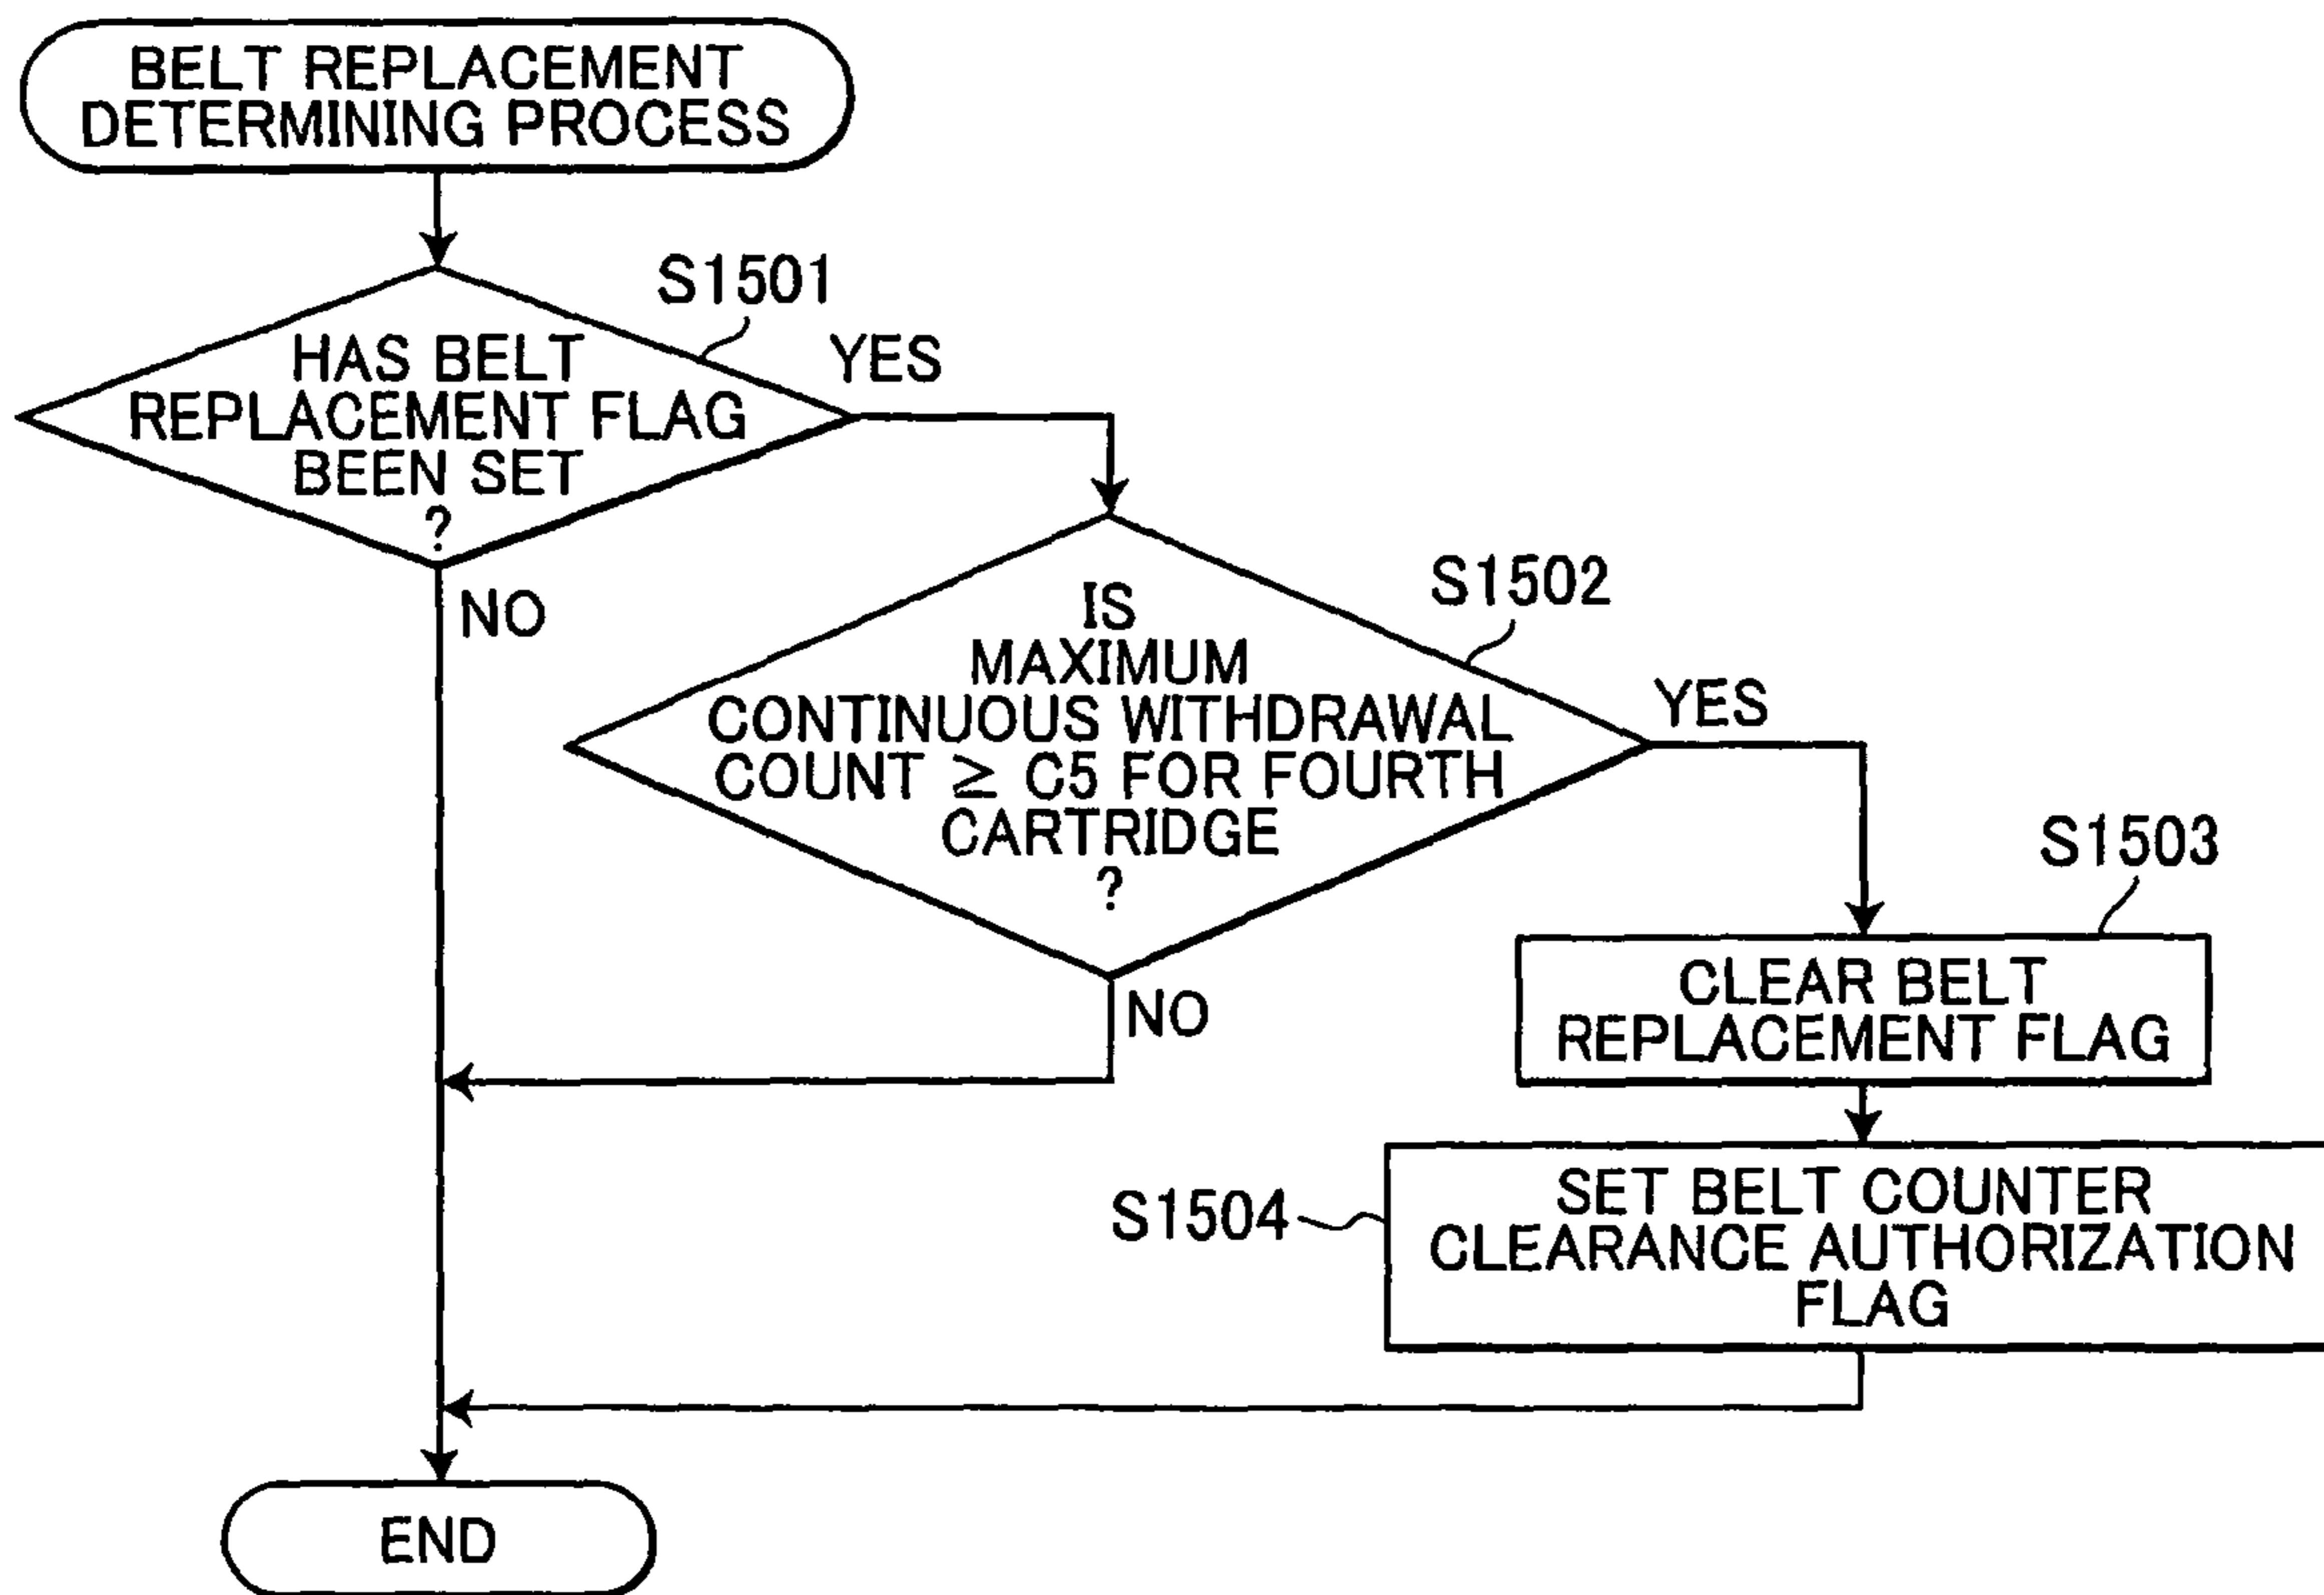 BELT REPLACEMENT
DETERMINING PROCESS
S1501
HAS BELT
REPLACEMENT FLAG
BEEN SET
?
YES
NO
S1502
IS
MAXIMUM
CONTINUOUS WITHDRAWAL
COUNT ≧ C5 FOR FOURTH
CARTRIDGE
?
YES
NO
S1503
CLEAR BELT
REPLACEMENT FLAG
S1504
SET BELT COUNTER
CLEARANCE AUTHORIZATION
FLAG
END